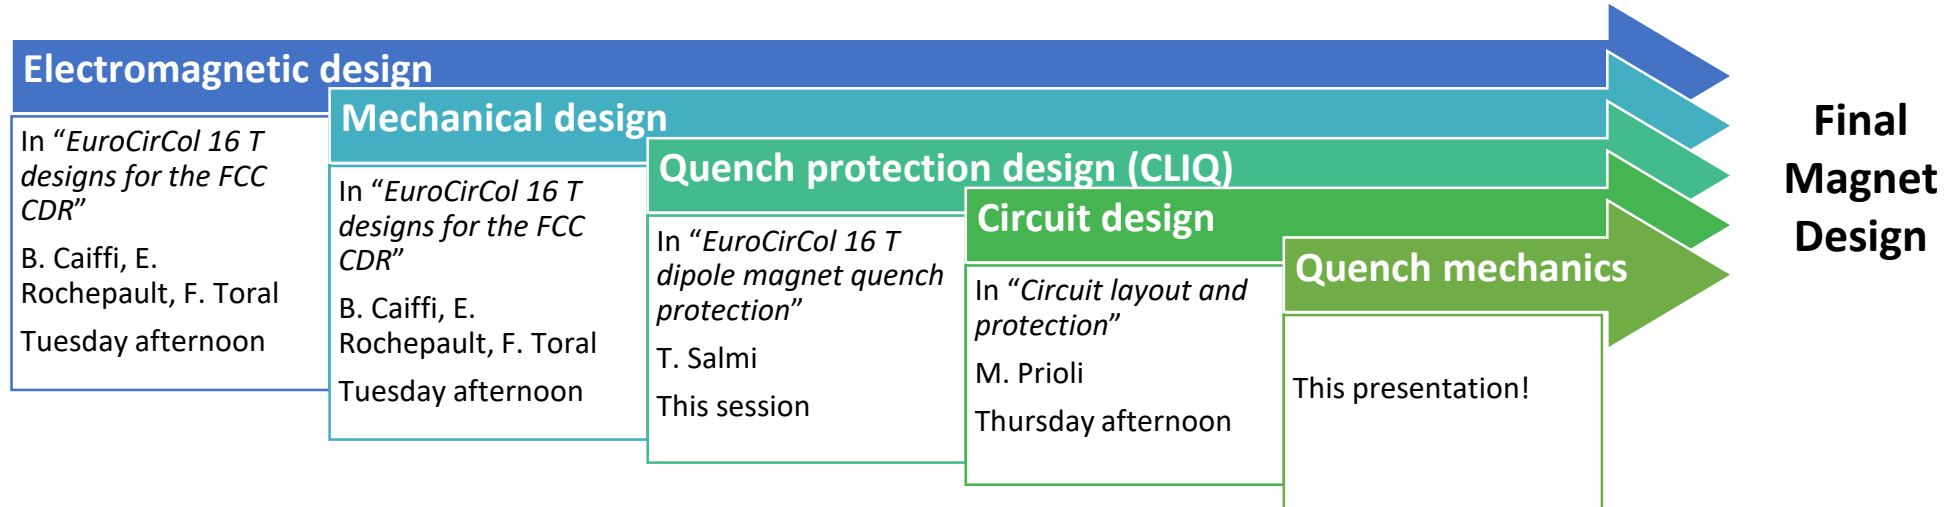 Electromagnetic design
In “EuroCirCol 16 T
designs for the FCC
CDR”
B. Caiffi, E.
Rochepault, F. Toral
Tuesday afternoon
Mechanical design
In “EuroCirCol 16 T
designs for the FCC
CDR”
B. Caiffi, E.
Rochepault, F. Toral
Tuesday afternoon
Quench protection design (CLIQ)
In “EuroCirCol 16 T
dipole magnet quench
protection”
T. Salmi
This session
Circuit design
In “Circuit layout and
protection”
M. Prioli
Thursday afternoon
Quench mechanics
This presentation!
Final
Magnet
Design